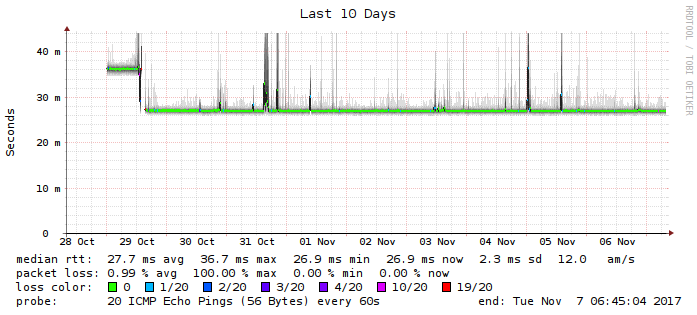 Last 10 Days
RRDTOOL / TOBI OETIKER
Seconds
40 m
30 m
20 m
10 m
0
28 Oct 29 Oct 30 Oct 31 Oct 01 Nov 02 Nov 03 Nov 04 Nov 05 Nov 06 Nov
median rtt: 27.7 ms avg 36.7 ms max 26.9 ms min 26.9 ms now 2.3 ms sd 12.0 am/s
packet loss: 0.99 % avg 100.00 % max 0.00 % min 0.00 % now
loss color: 0 1/20 2/20 3/20 4/20 10/20 19/20
probe: 20 ICMP Echo Pings (56 Bytes) every 60s end: Tue Nov 7 06:45:04 2017